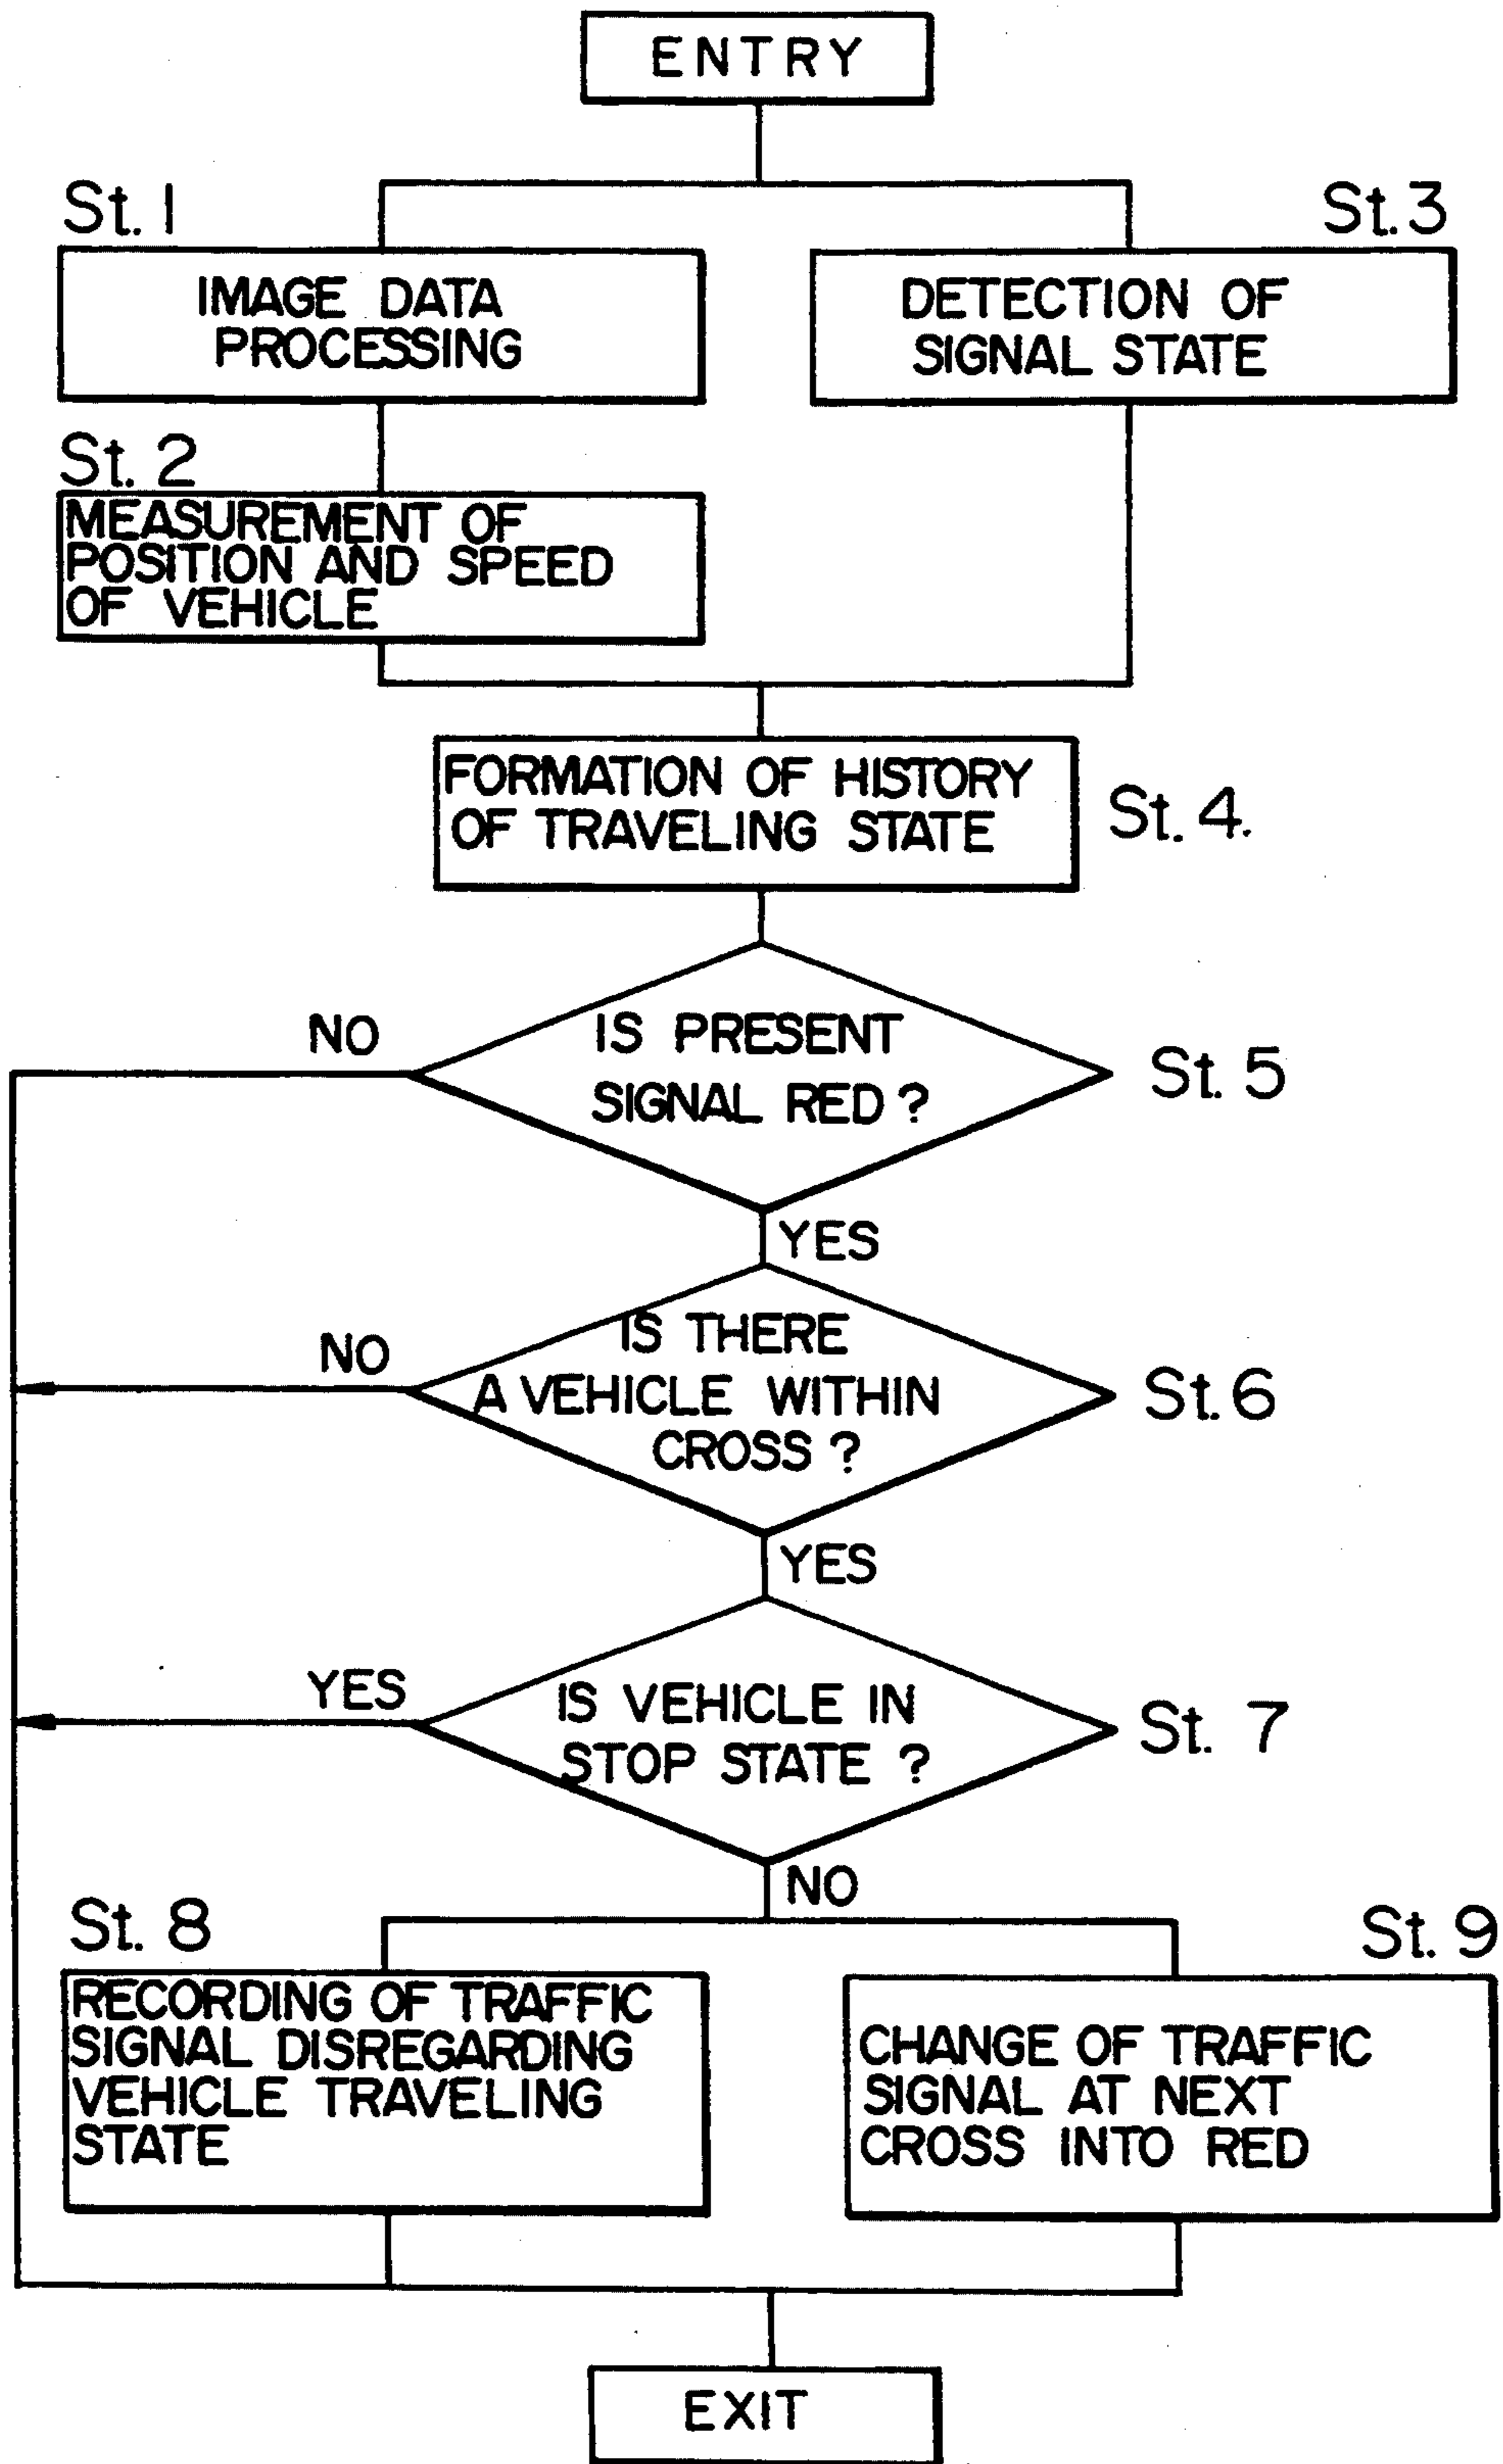 ENTRY
St. 1
IMAGE DATA
PROCESSING
St. 3
DETECTION OF
SIGNAL STATE
St. 2
MEASUREMENT OF
POSITION AND SPEED
OF VEHICLE
FORMATION OF HISTORY
OF TRAVELING STATE
St. 4.
NO
IS PRESENT
SIGNAL RED ?
St. 5
YES
NO
IS THERE
A VEHICLE WITHIN
CROSS ?
St. 6
YES
YES
IS VEHICLE IN
STOP STATE ?
St. 7
NO
St. 8
RECORDING OF TRAFFIC
SIGNAL DISREGARDING
VEHICLE TRAVELING
STATE
St. 9
CHANGE OF TRAFFIC
SIGNAL AT NEXT
CROSS INTO RED
EXIT